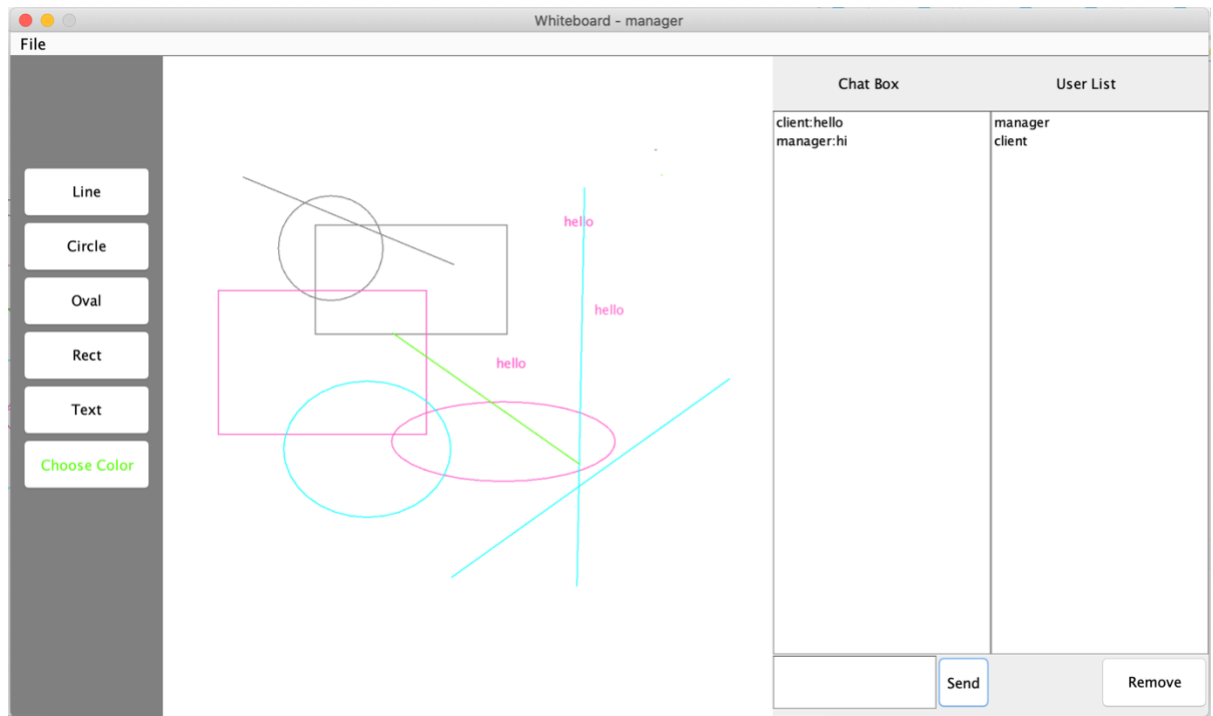 Whiteboard - manager
File
Line
Circle
Oval
Rect
Text
Choose Color
hello
hello
hello
Chat Box
User List
client:hello
manager:hi
manager
client
Send
Remove